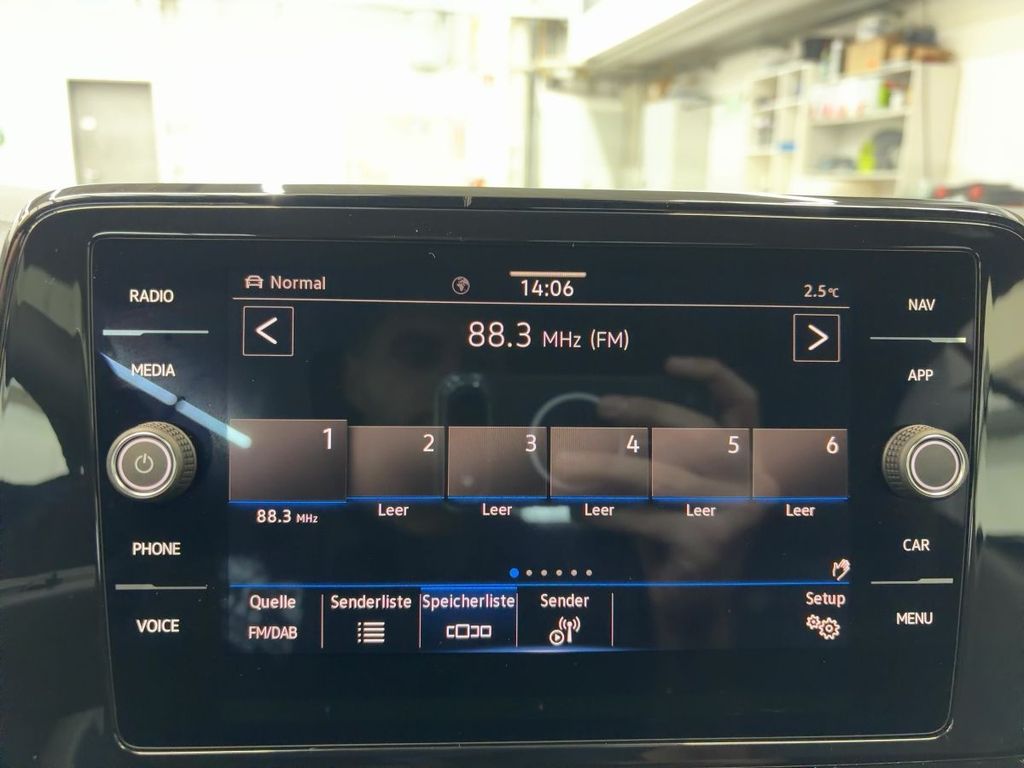 RADIO
MEDIA
PHONE
VOICE
Normal
14:06
2.5°C
<
88.3 MHz (FM)
>
1
2
3
4
5
6
88.3 MHz
Leer
Leer
Leer
Leer
Leer
Quelle
FM/DAB
Senderliste
Speicherliste
Sender
Setup
NAV
APP
CAR
MENU